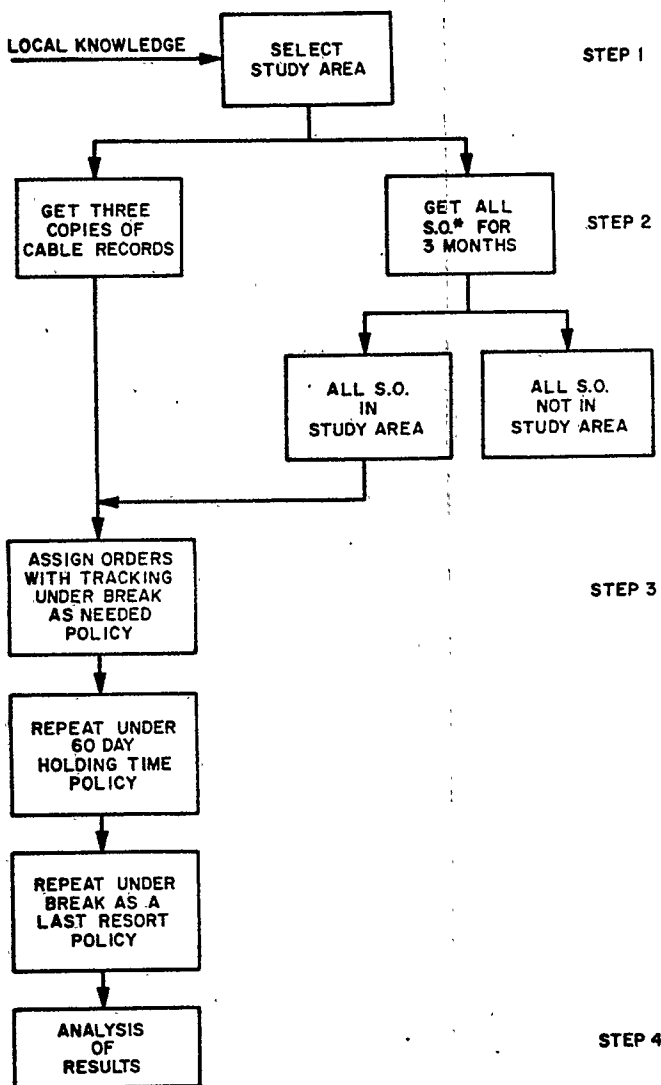 LOCAL KNOWLEDGE
SELECT
STUDY AREA
STEP 1
GET THREE
COPIES OF
CABLE RECORDS
GET ALL
S.O.* FOR
3 MONTHS
STEP 2
ALL S.O.
IN
STUDY AREA
ALL S.O.
NOT IN
STUDY AREA
ASSIGN ORDERS
WITH TRACKING
UNDER BREAK
AS NEEDED
POLICY
STEP 3
REPEAT UNDER
60 DAY
HOLDING TIME
POLICY
REPEAT UNDER
BREAK AS A
LAST RESORT
POLICY
ANALYSIS
OF
RESULTS
STEP 4